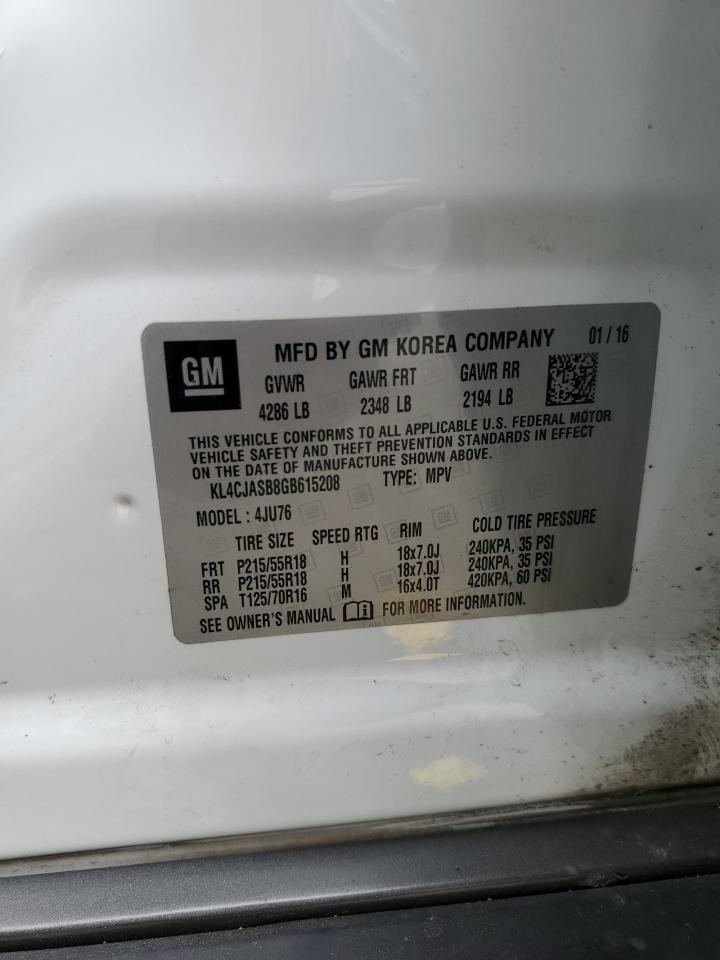 GM MFD BY GM KOREA COMPANY 01 / 16
GVWR GAWR FRT GAWR RR
4286 LB 2348 LB 2194 LB
THIS VEHICLE CONFORMS TO ALL APPLICABLE U.S. FEDERAL MOTOR
VEHICLE SAFETY AND THEFT PREVENTION STANDARDS IN EFFECT
ON THE DATE OF MANUFACTURE SHOWN ABOVE.
KL4CJASB8GB615208 TYPE: MPV
MODEL : 4JU76
TIRE SIZE SPEED RTG RIM COLD TIRE PRESSURE
FRT P215/55R18 H 18x7.0J 240KPA, 35 PSI
RR P215/55R18 H 18x7.0J 240KPA, 35 PSI
SPA T125/70R16 M 16x4.0T 420KPA, 60 PSI
SEE OWNER'S MANUAL FOR MORE INFORMATION.